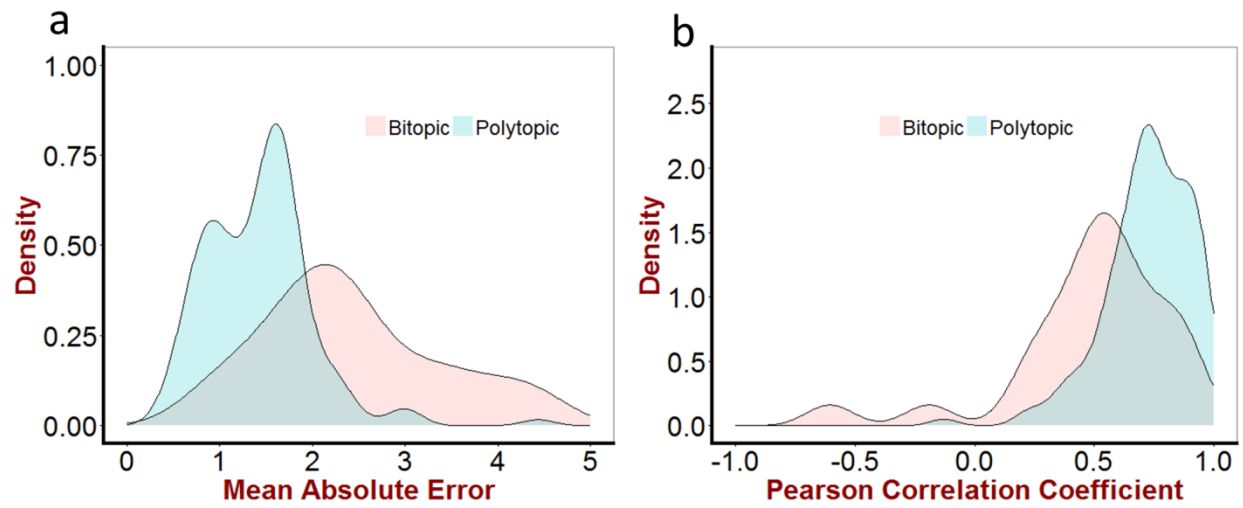 a
1.00
0.75
0.50
0.25
0.00
Density
Bitopic Polytopic
0 1 2 3 4 5
Mean Absolute Error
b
2.5
2.0
1.5
1.0
0.5
0.0
Density
Bitopic Polytopic
-1.0 -0.5 0.0 0.5 1.0
Pearson Correlation Coefficient